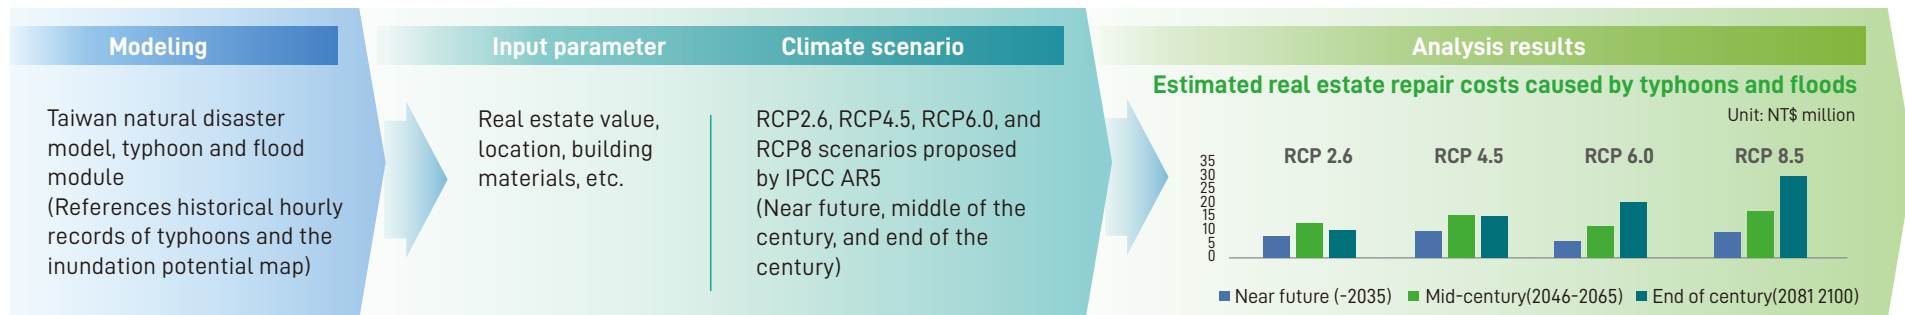 Modeling
Taiwan natural disaster
model, typhoon and flood
module
(References historical hourly
records of typhoons and the
inundation potential map)
Input parameter
Real estate value,
location, building
materials, etc.
Climate scenario
RCP2.6, RCP4.5, RCP6.0, and
RCP8 scenarios proposed
by IPCC AR5
(Near future, middle of the
century, and end of the
century)
Analysis results
Estimated real estate repair costs caused by typhoons and floods
Unit: NT$ million
RCP 2.6 RCP 4.5 RCP 6.0 RCP 8.5
35
30
25
20
15
10
5
0
Near future (-2035) Mid-century(2046-2065) End of century(2081 2100)